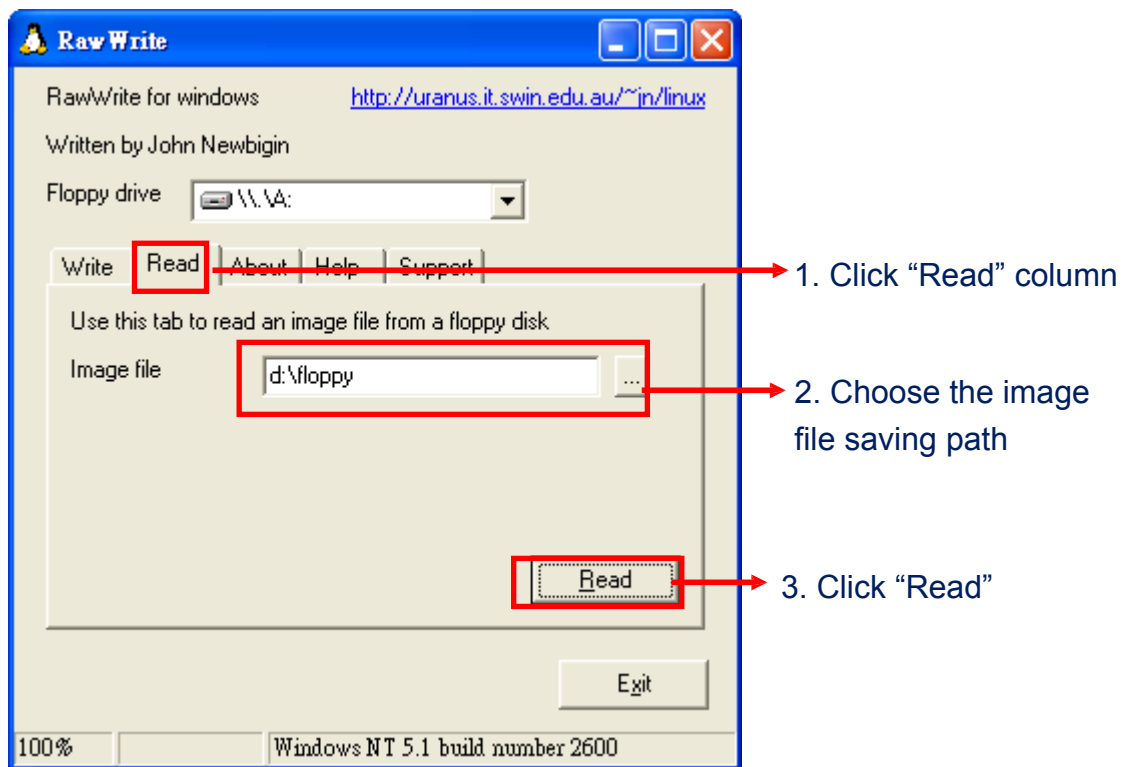 Raw Write
RawWrite for windows http://uranus.it.swin.edu.au/~jn/linux
Written by John Newbigin
Floppy drive \\.\A:
Write Read About Help Support
1. Click “Read” column
Use this tab to read an image file from a floppy disk
Image file d:\floppy ...
2. Choose the image
file saving path
Read
3. Click “Read”
Exit
100% Windows NT 5.1 build number 2600